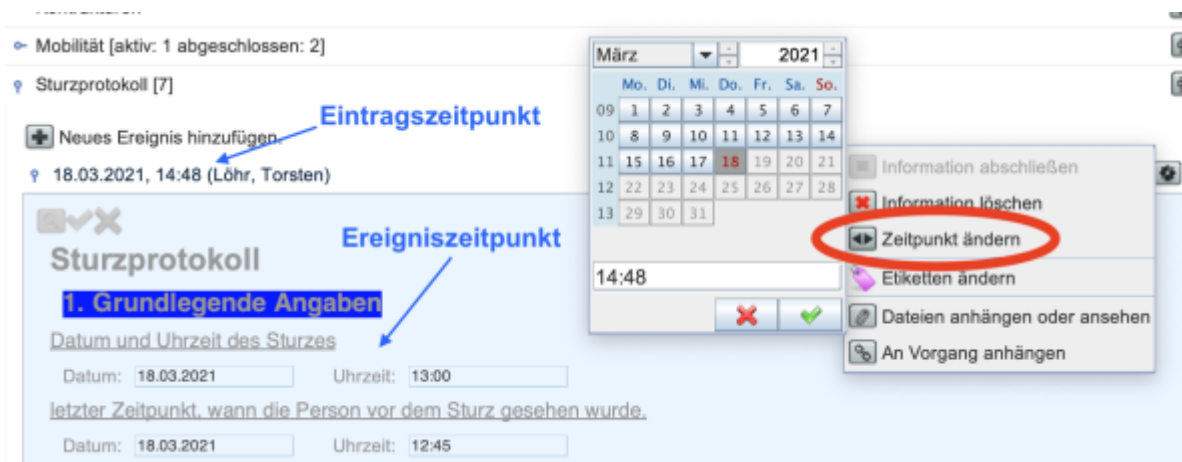 Mobilität [aktiv: 1 abgeschlossen: 2]
Sturzprotokoll [7]
Eintragszeitpunkt
Neues Ereignis hinzufügen.
18.03.2021, 14:48 (Löhr, Torsten)
Ereigniszeitpunkt
Sturzprotokoll
1. Grundlegende Angaben
Datum und Uhrzeit des Sturzes
Datum: 18.03.2021 Uhrzeit: 13:00
letzter Zeitpunkt, wann die Person vor dem Sturz gesehen wurde.
Datum: 18.03.2021 Uhrzeit: 12:45
März 2021
Mo. Di. Mi. Do. Fr. Sa. So.
09 1 2 3 4 5 6 7
10 8 9 10 11 12 13 14
11 15 16 17 18 19 20 21
12 22 23 24 25 26 27 28
13 29 30 31
14:48
Information abschließen
Information löschen
Zeitpunkt ändern
Etiketten ändern
Dateien anhängen oder ansehen
An Vorgang anhängen